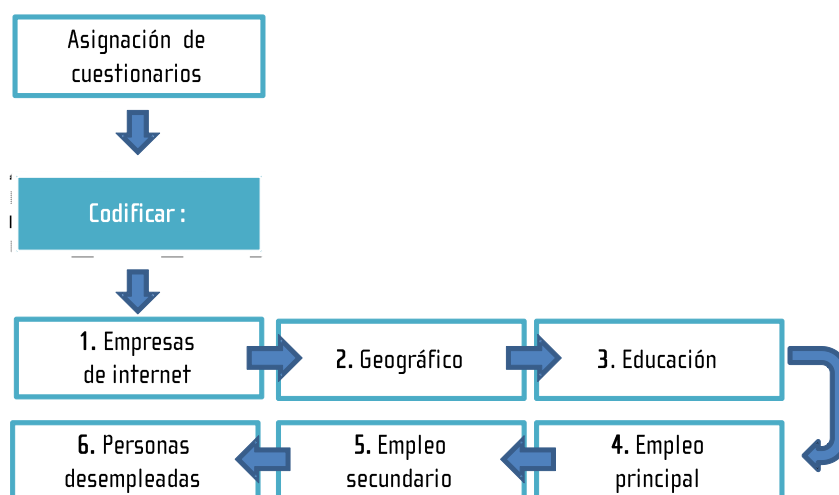 Asignación de
cuestionarios
Codificar:
1. Empresas
de internet
2. Geográfico
3. Educación
4. Empleo
principal
5. Empleo
secundario
6. Personas
desempleadas